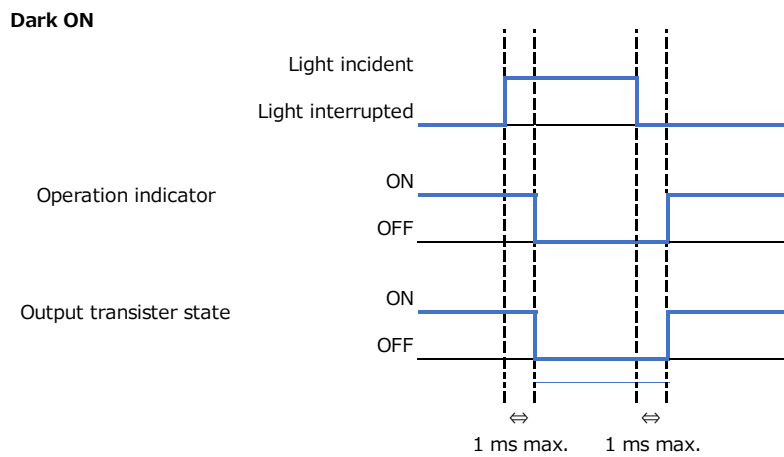 Dark ON
Light incident
Light interrupted
Operation indicator
ON
OFF
Output transister state
ON
OFF
⇔ ⇔
1 ms max. 1 ms max.